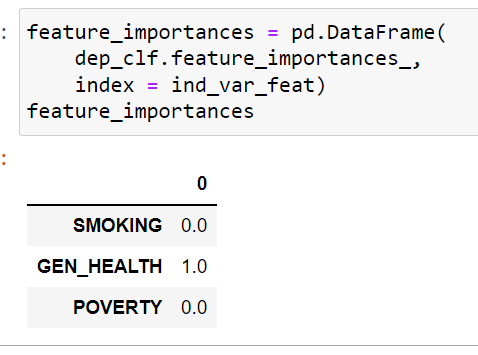 : feature_importances = pd.DataFrame(
dep_clf.feature_importances_,
index = ind_var_feat)
feature_importances
:
0
SMOKING 0.0
GEN_HEALTH 1.0
POVERTY 0.0